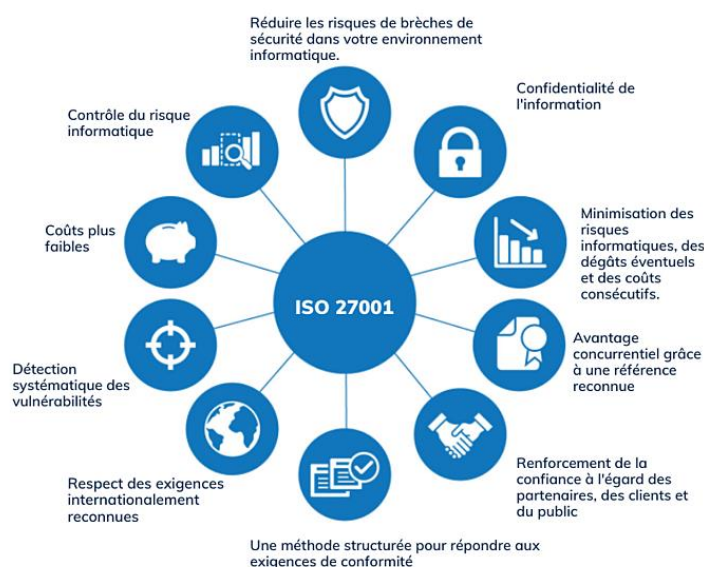 Réduire les risques de brèches de
sécurité dans votre environnement
informatique.
Confidentialité de
l'information
Minimisation des
risques
informatiques, des
dégâts éventuels
et des coûts
consécutifs.
Avantage
concurrentiel grâce
à une référence
reconnue
Renforcement de la
confiance à l'égard des
partenaires, des clients et
du public
Une méthode structurée pour répondre aux
exigences de conformité
Respect des exigences
internationalement
reconnues
Détection
systématique des
vulnérabilités
Coûts plus
faibles
Contrôle du risque
informatique
ISO 27001